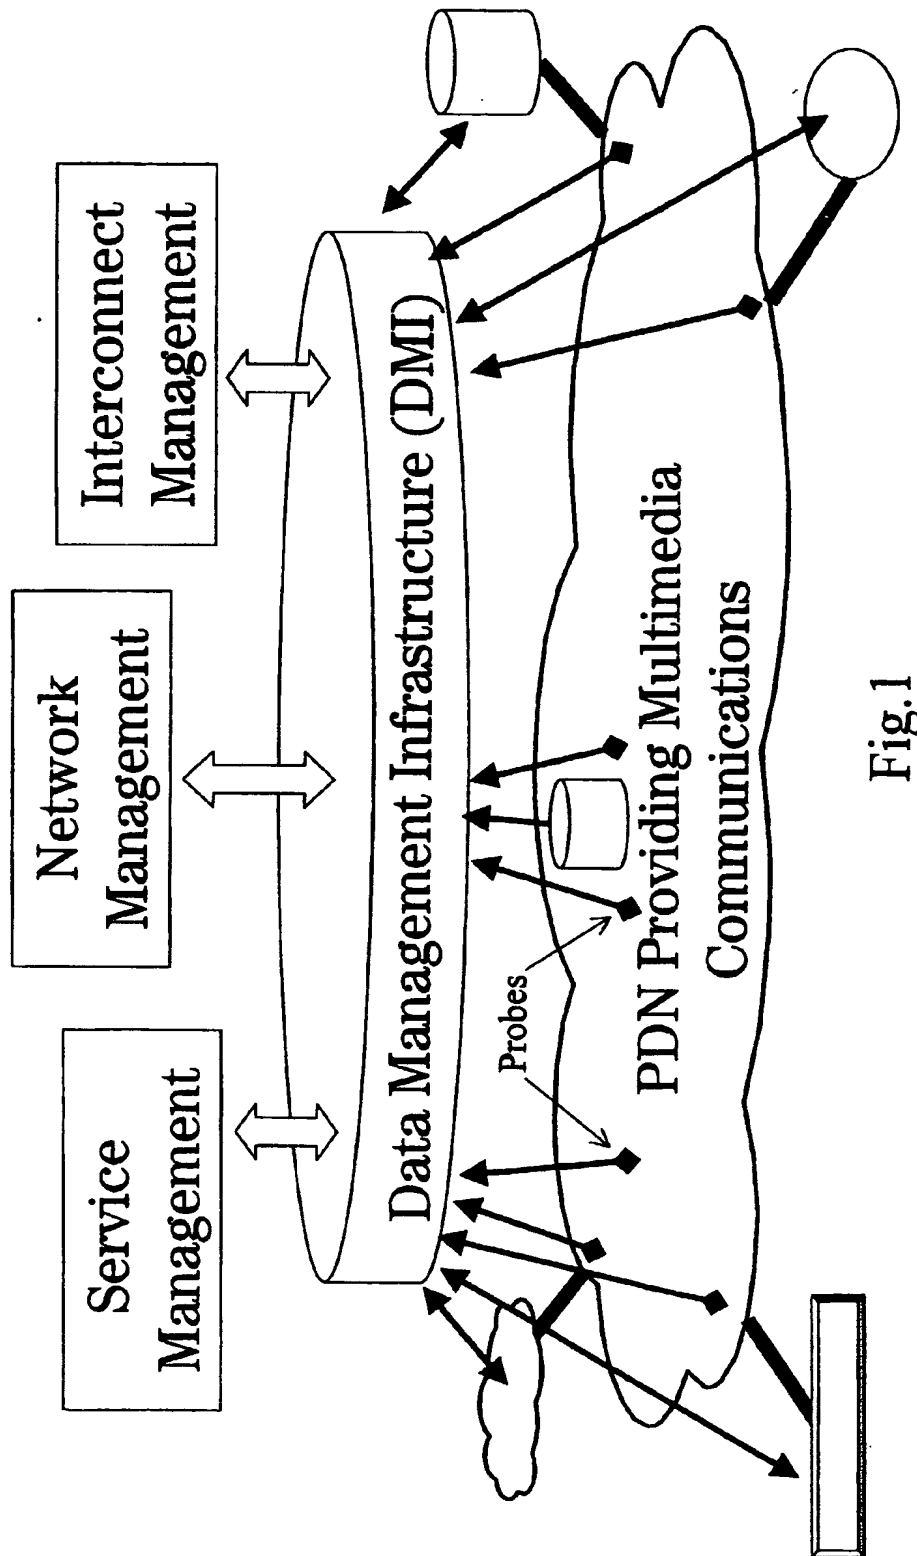 Service
Management
Network
Management
Interconnect
Management
Data Management Infrastructure (DMI)
Probes
PDN Providing Multimedia
Communications
Fig.1